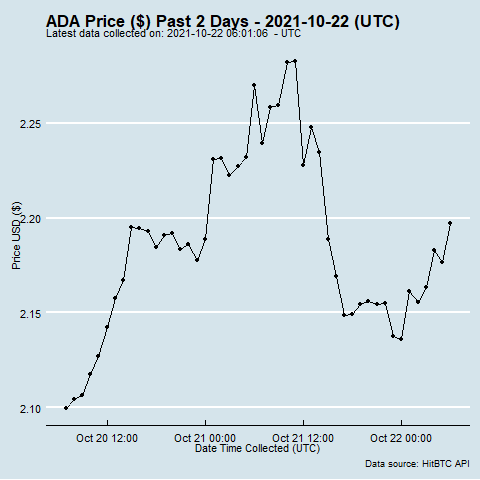 ADA Price ($) Past 2 Days - 2021-10-22 (UTC)
Latest data collected on: 2021-10-22 06:01:06 - UTC
2.25
2.20
2.15
2.10
Price USD ($)
Oct 20 12:00
Oct 21 00:00
Oct 21 12:00
Oct 22 00:00
Date Time Collected (UTC)
Data source: HitBTC API